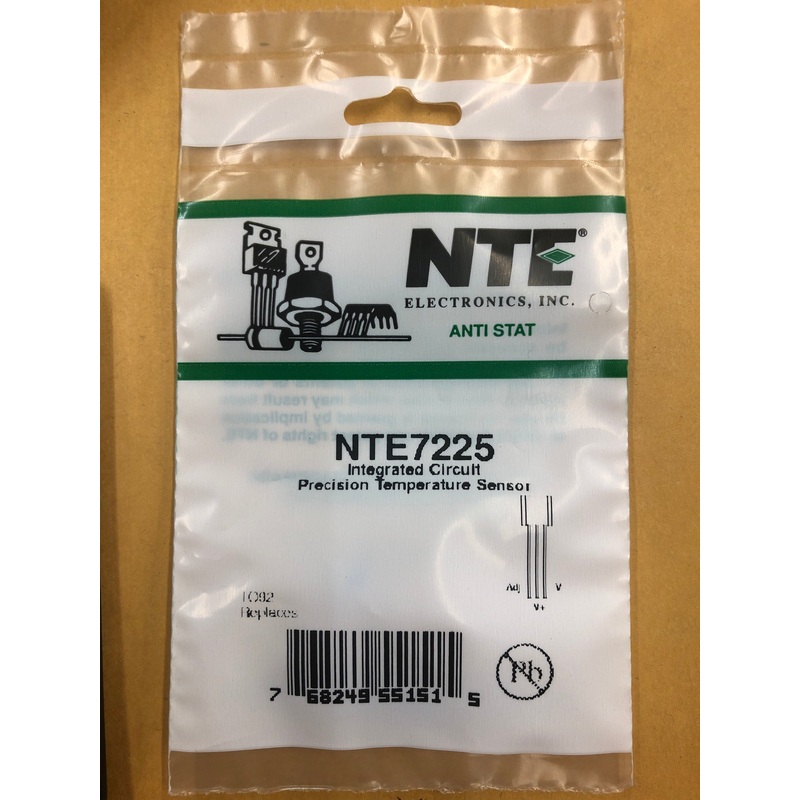 NTE®
ELECTRONICS, INC.
ANTI STAT
NTE7225
Integrated Circuit
Precision Temperature Sensor
Adj V
V+
TO92
Replaces
7 68249 55151 5
Pb